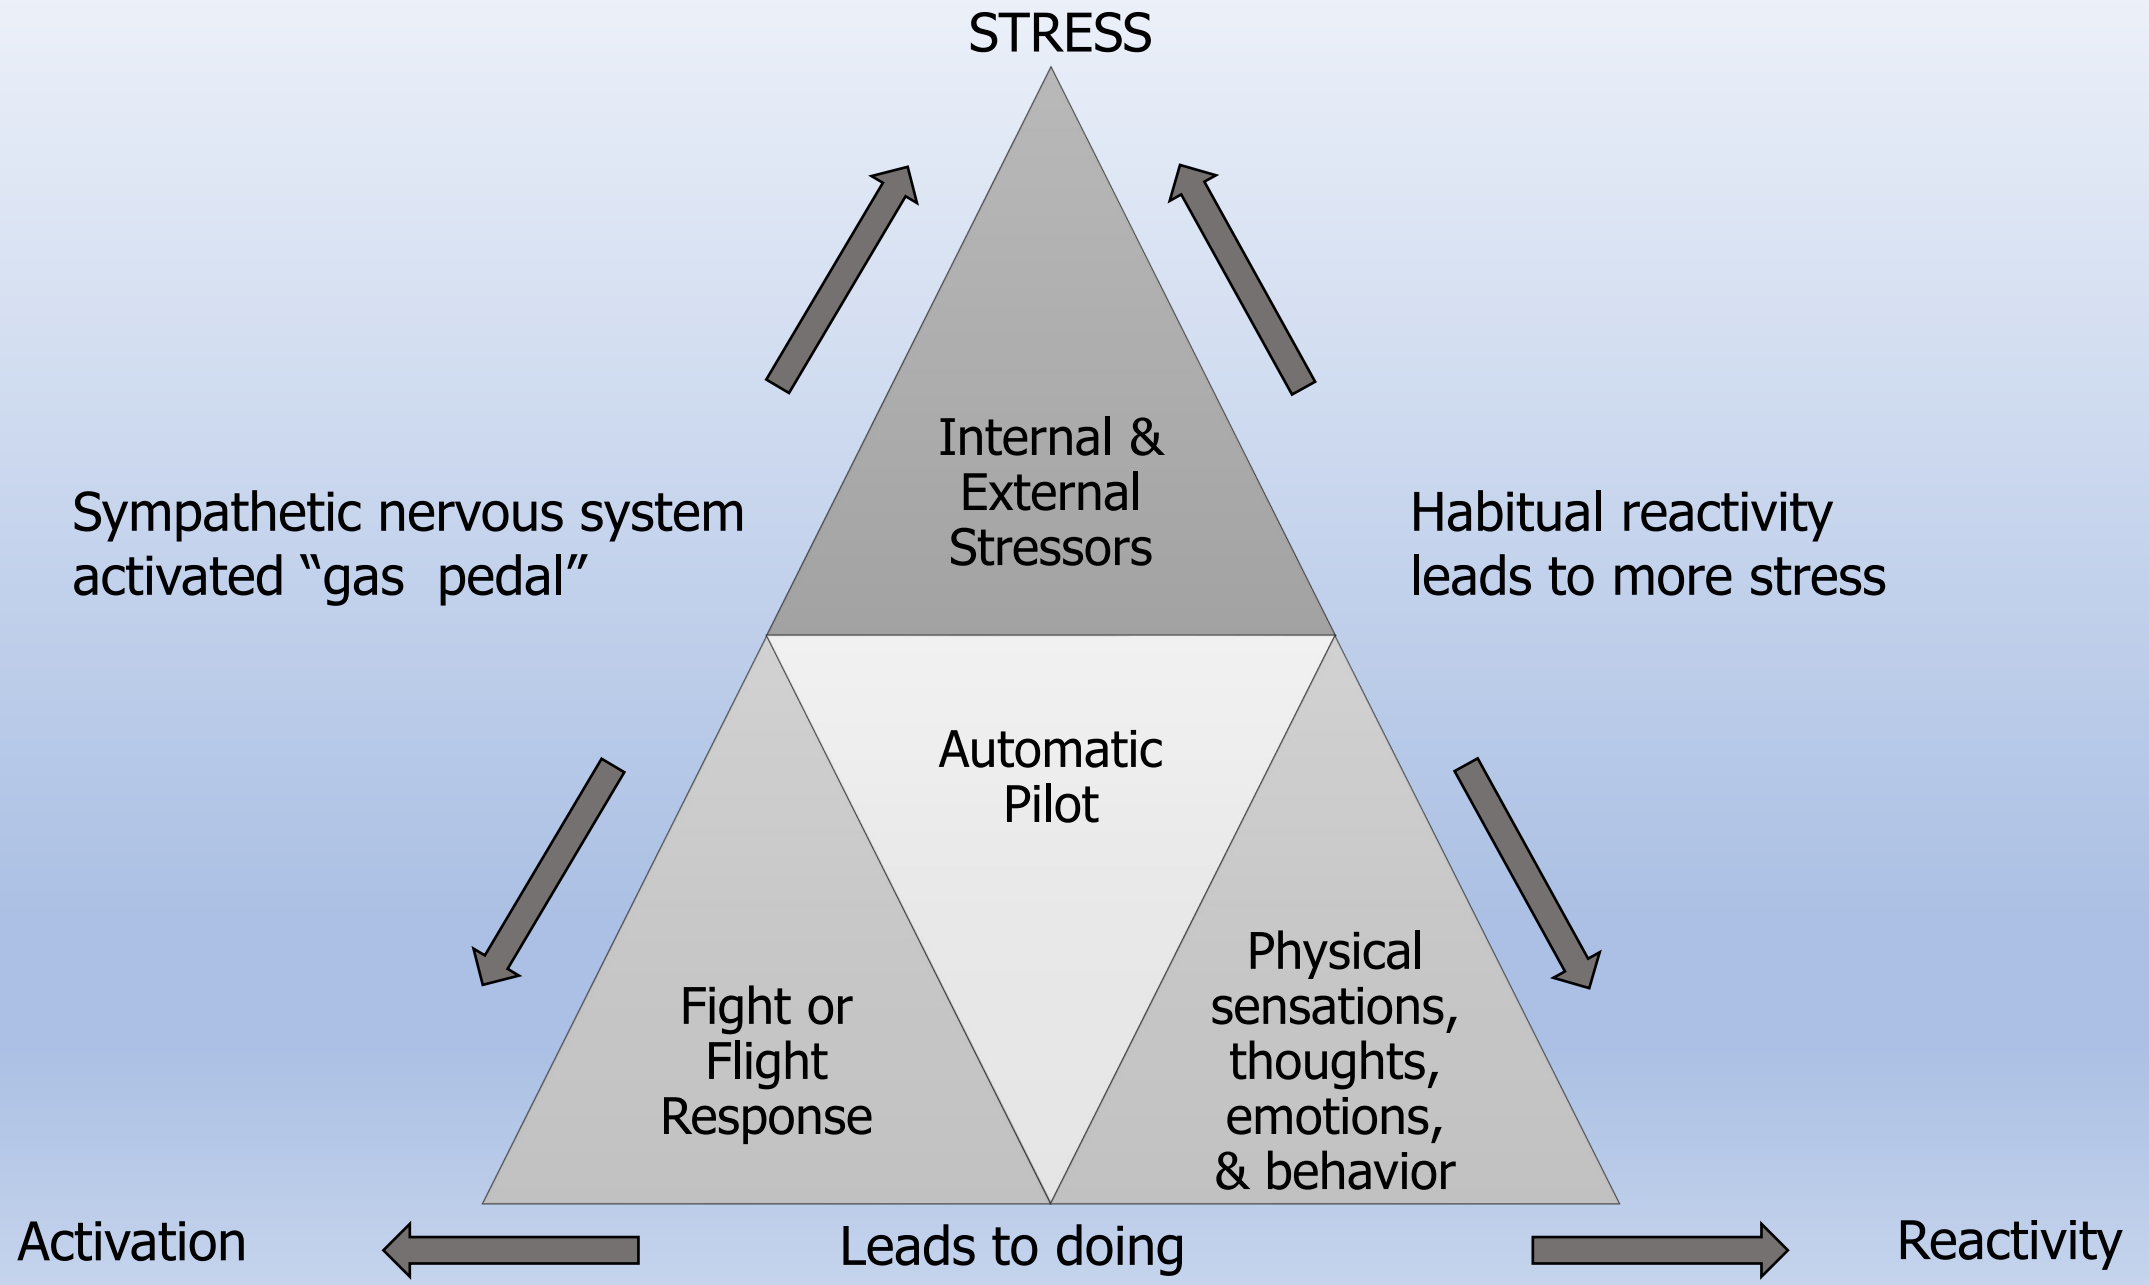 STRESS
Internal &
External
Stressors
Sympathetic nervous system
activated “gas  pedal”
Habitual reactivity
leads to more stress
Automatic
Pilot
Fight or
Flight
Response
Physical
sensations,
thoughts,
emotions,
& behavior
Activation
Leads to doing
Reactivity